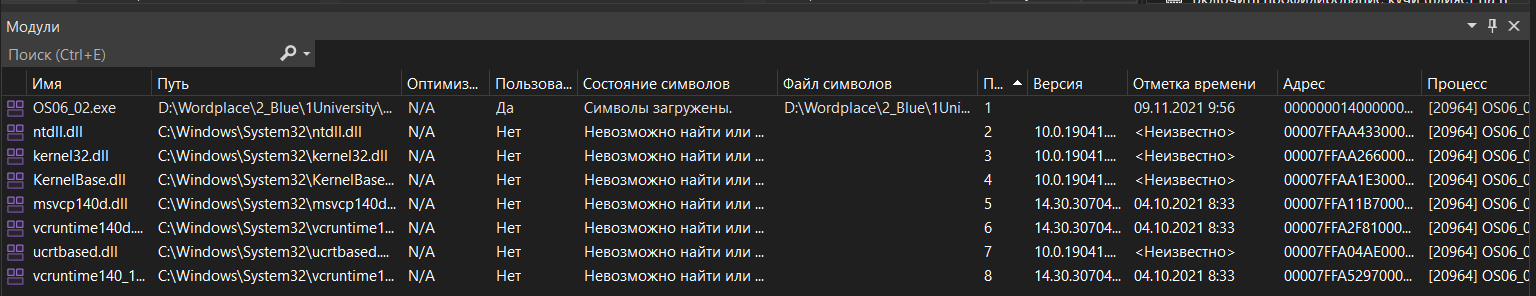 Модули
Поиск (Ctrl+E)
Имя Путь Оптимиз... Пользова... Состояние символов Файл символов П... Версия Отметка времени Адрес Процесс
OS06_02.exe D:\Wordplace\2_Blue\1University\... N/A Да Символы загружены. D:\Wordplace\2_Blue\1Uni... 1 09.11.2021 9:56 000000014000000... [20964] OS06_0
ntdll.dll C:\Windows\System32\ntdll.dll N/A Нет Невозможно найти или ... 2 10.0.19041.... <Неизвестно> 00007FFAA433000... [20964] OS06_0
kernel32.dll C:\Windows\System32\kernel32.dll N/A Нет Невозможно найти или ... 3 10.0.19041.... <Неизвестно> 00007FFAA266000... [20964] OS06_0
KernelBase.dll C:\Windows\System32\KernelBase... N/A Нет Невозможно найти или ... 4 10.0.19041.... <Неизвестно> 00007FFAA1E3000... [20964] OS06_0
msvcp140d.dll C:\Windows\System32\msvcp140d... N/A Нет Невозможно найти или ... 5 14.30.30704... 04.10.2021 8:33 00007FFA11B7000... [20964] OS06_0
vcruntime140d.... C:\Windows\System32\vcruntime1... N/A Нет Невозможно найти или ... 6 14.30.30704... 04.10.2021 8:33 00007FFA2F81000... [20964] OS06_0
ucrtbased.dll C:\Windows\System32\ucrtbased.... N/A Нет Невозможно найти или ... 7 10.0.19041.... <Неизвестно> 00007FFA04AE000... [20964] OS06_0
vcruntime140_1... C:\Windows\System32\vcruntime1... N/A Нет Невозможно найти или ... 8 14.30.30704... 04.10.2021 8:33 00007FFA5297000... [20964] OS06_0